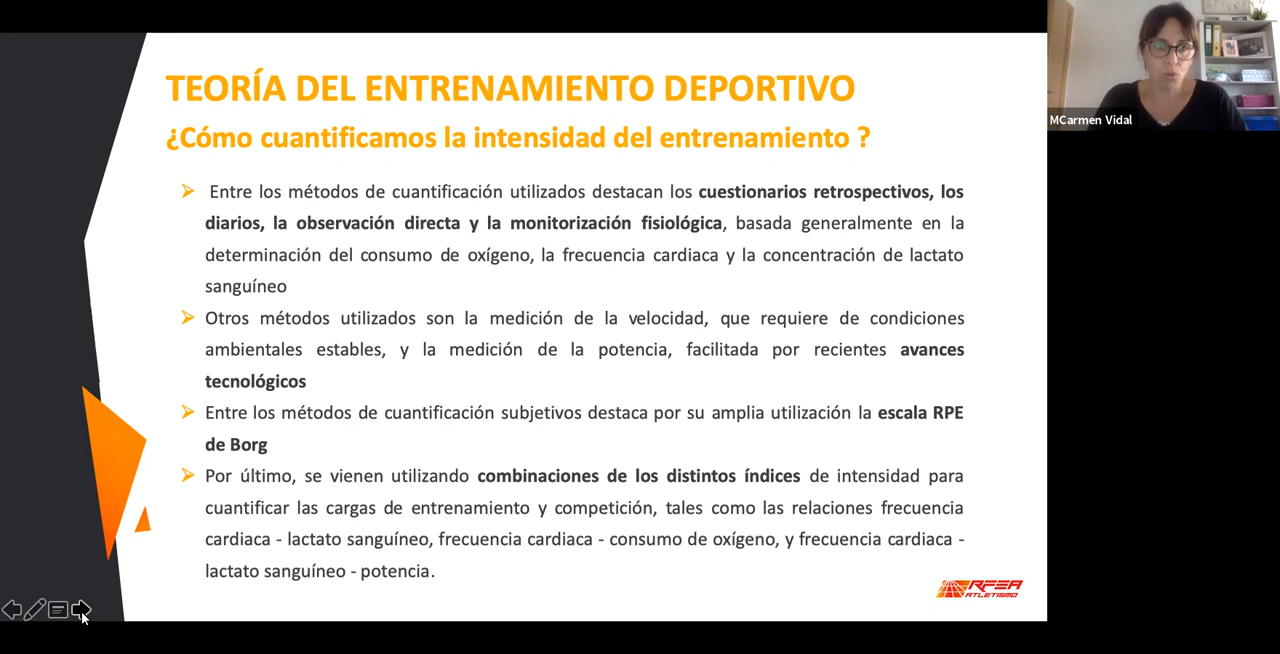 TEORÍA DEL ENTRENAMIENTO DEPORTIVO
¿Cómo cuantificamos la intensidad del entrenamiento ?
Entre los métodos de cuantificación utilizados destacan los cuestionarios retrospectivos, los
diarios, la observación directa y la monitorización fisiológica, basada generalmente en la
determinación del consumo de oxígeno, la frecuencia cardiaca y la concentración de lactato
sanguíneo
Otros métodos utilizados son la medición de la velocidad, que requiere de condiciones
ambientales estables, y la medición de la potencia, facilitada por recientes avances
tecnológicos
Entre los métodos de cuantificación subjetivos destaca por su amplia utilización la escala RPE
de Borg
Por último, se vienen utilizando combinaciones de los distintos índices de intensidad para
cuantificar las cargas de entrenamiento y competición, tales como las relaciones frecuencia
cardiaca - lactato sanguíneo, frecuencia cardiaca - consumo de oxígeno, y frecuencia cardiaca -
lactato sanguíneo - potencia.
RFEA
ATLETISMO
MCarmen Vidal